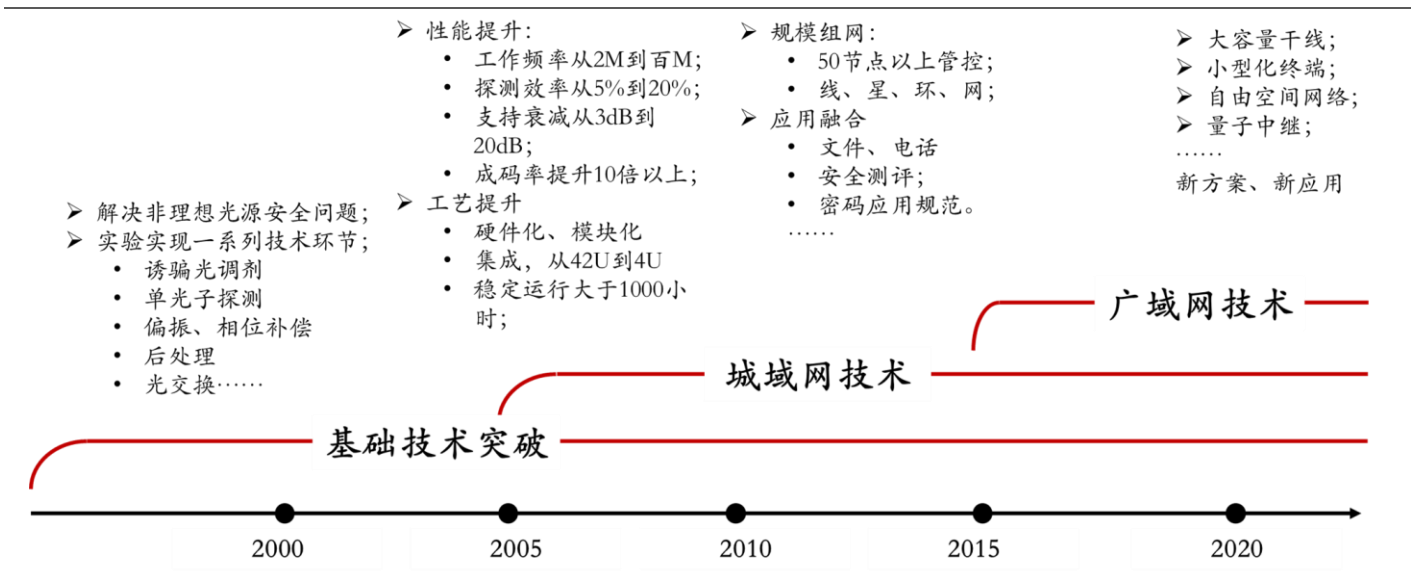 ➢ 解决非理想光源安全问题；
➢ 实验实现一系列技术环节；
• 诱骗光调剂
• 单光子探测
• 偏振、相位补偿
• 后处理
• 光交换……
➢ 性能提升：
• 工作频率从2M到百M；
• 探测效率从5%到20%；
• 支持衰减从3dB到
20dB；
• 成码率提升10倍以上；
➢ 工艺提升
• 硬件化、模块化
• 集成，从42U到4U
• 稳定运行大于1000小
时；
➢ 规模组网：
• 50节点以上管控；
• 线、星、环、网；
➢ 应用融合
• 文件、电话
• 安全测评；
• 密码应用规范。
……
➢ 大容量干线；
➢ 小型化终端；
➢ 自由空间网络；
➢ 量子中继；
……
新方案、新应用
广域网技术
城域网技术
基础技术突破
2000
2005
2010
2015
2020